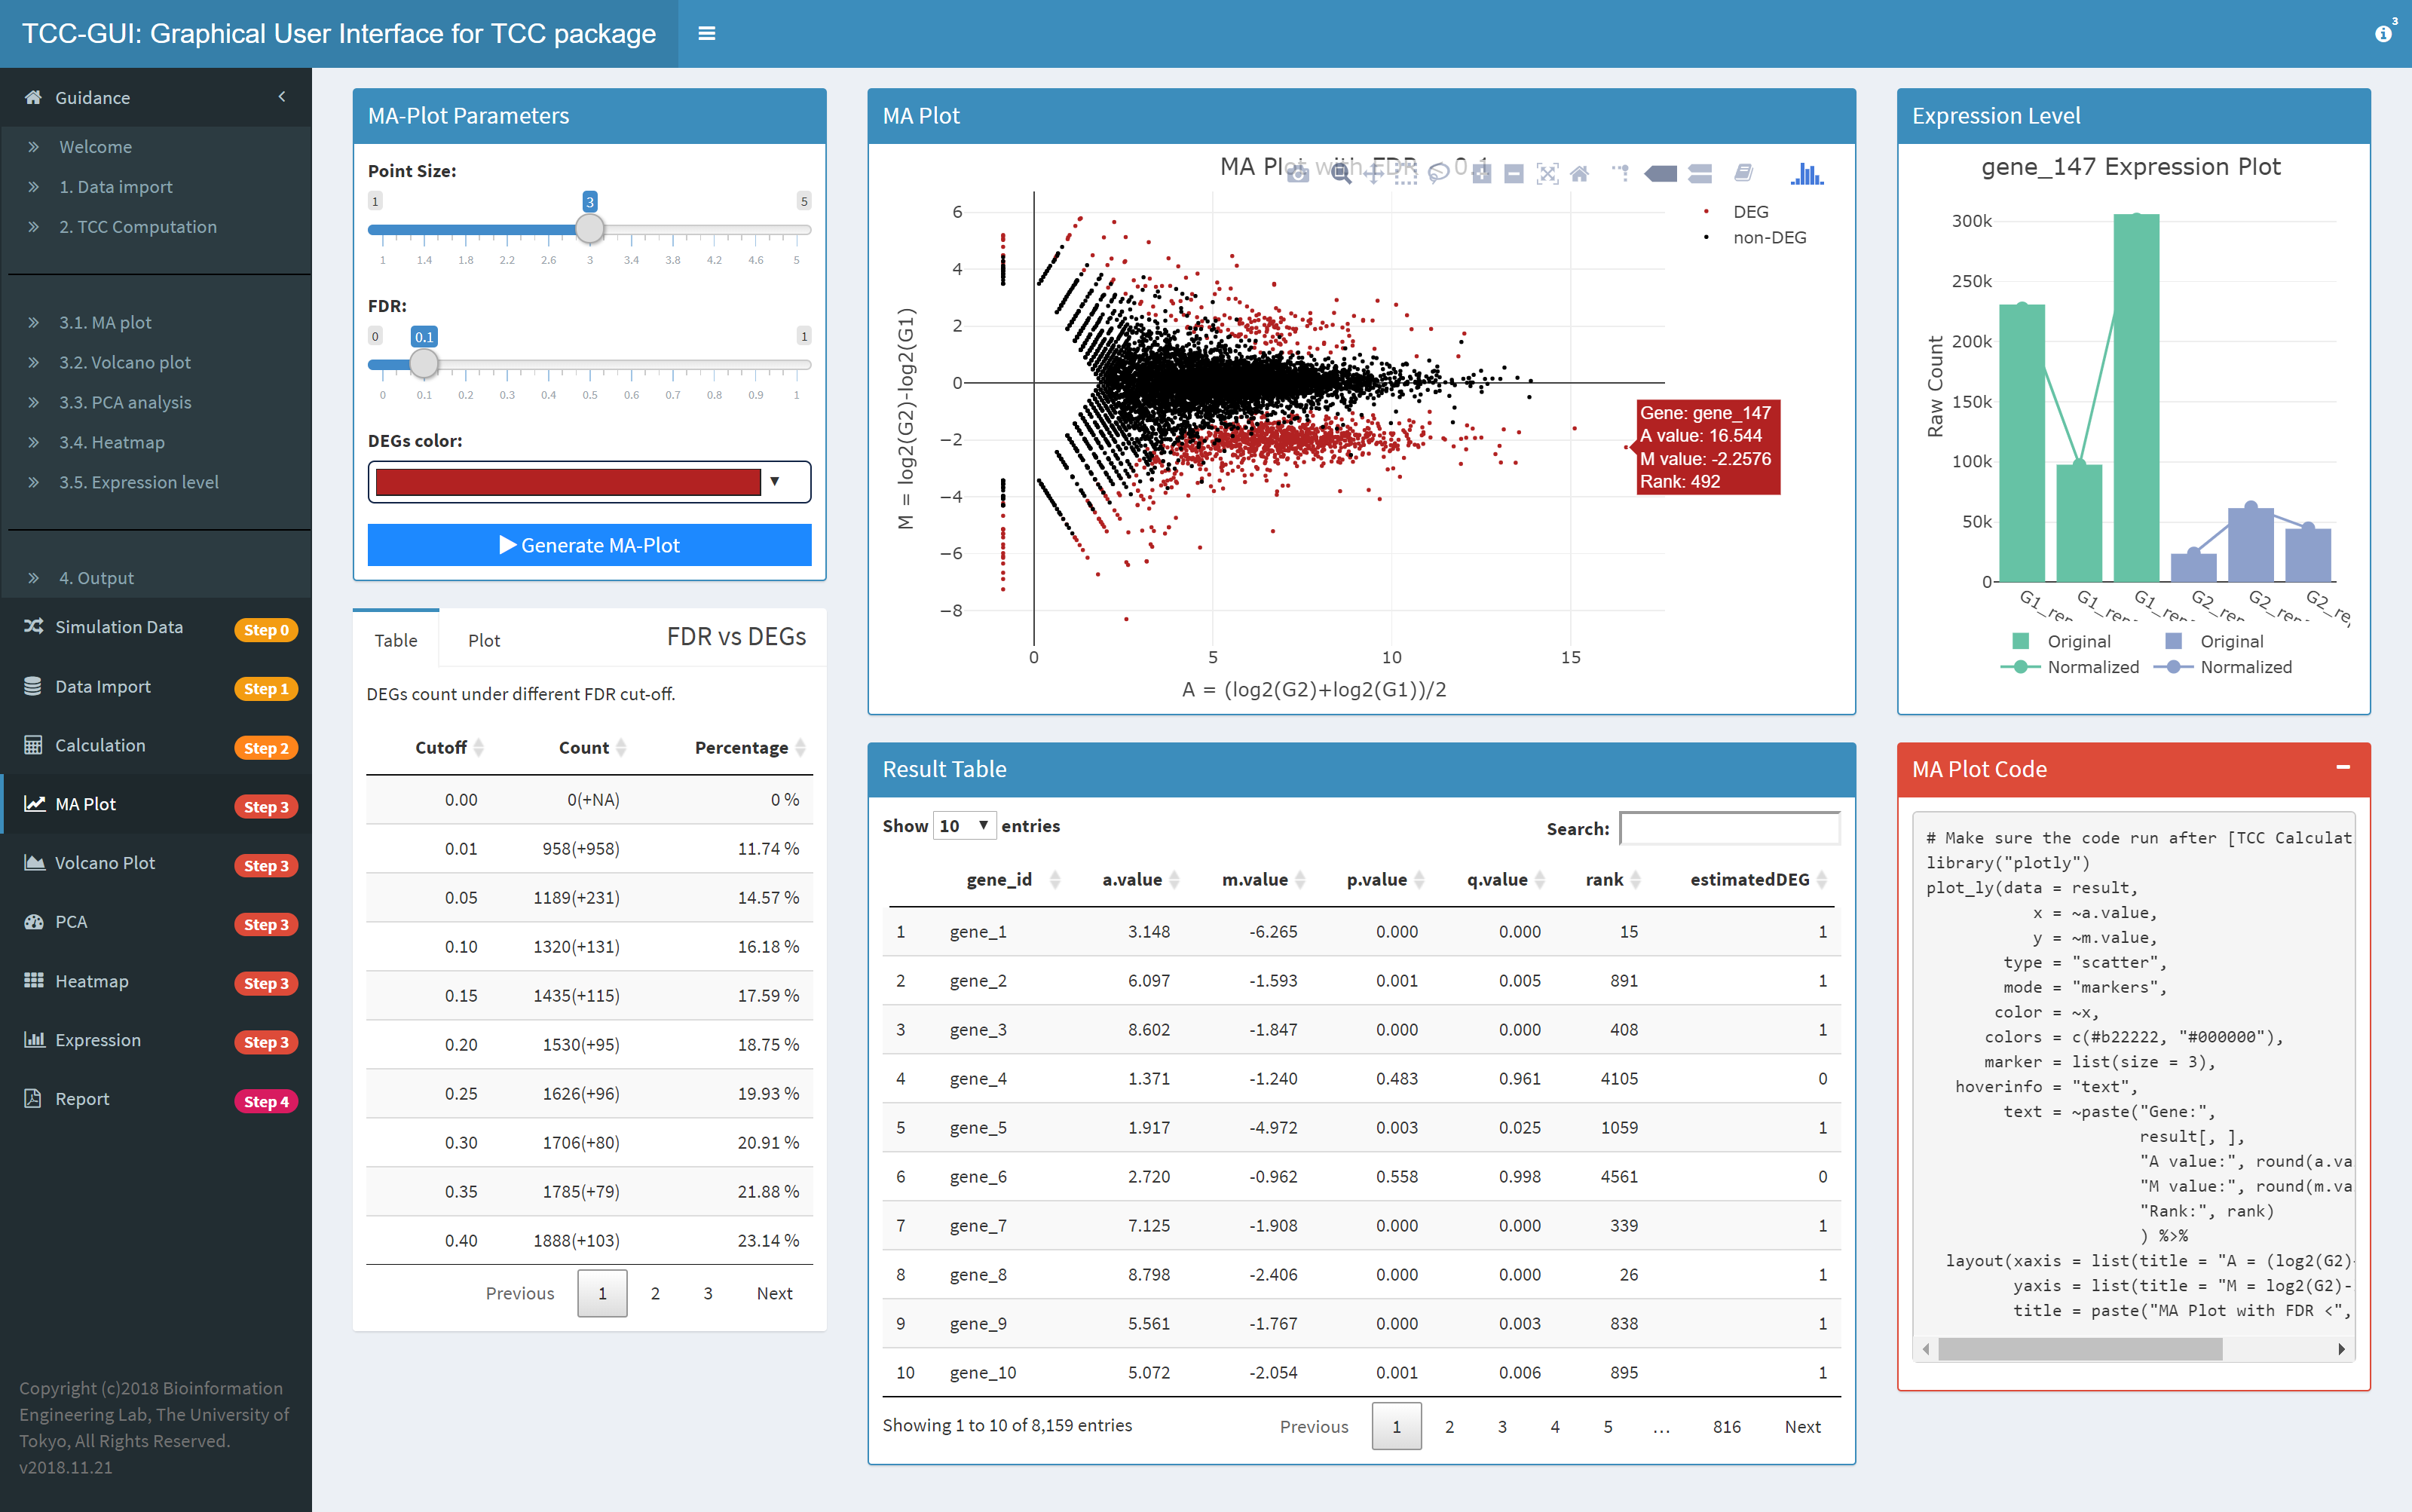 TCC-GUI: Graphical User Interface for TCC package
3
Guidance
Welcome
1. Data import
2. TCC Computation
3.1. MA plot
3.2. Volcano plot
3.3. PCA analysis
3.4. Heatmap
3.5. Expression level
4. Output
Simulation Data Step 0
Data Import Step 1
Calculation Step 2
MA Plot Step 3
Volcano Plot Step 3
PCA Step 3
Heatmap Step 3
Expression Step 3
Report Step 4
Copyright (c)2018 Bioinformation
Engineering Lab, The University of
Tokyo, All Rights Reserved.
v2018.11.21
MA-Plot Parameters
Point Size:
1 3 5
1 1.4 1.8 2.2 2.6 3 3.4 3.8 4.2 4.6 5
FDR:
0 0.1 1
0 0.1 0.2 0.3 0.4 0.5 0.6 0.7 0.8 0.9 1
DEGs color:
Generate MA-Plot
Table Plot FDR vs DEGs
DEGs count under different FDR cut-off.
Cutoff Count Percentage
0.00 0(+NA) 0 %
0.01 958(+958) 11.74 %
0.05 1189(+231) 14.57 %
0.10 1320(+131) 16.18 %
0.15 1435(+115) 17.59 %
0.20 1530(+95) 18.75 %
0.25 1626(+96) 19.93 %
0.30 1706(+80) 20.91 %
0.35 1785(+79) 21.88 %
0.40 1888(+103) 23.14 %
Previous 1 2 3 Next
MA Plot
MA Plot with FDR < 0.1
M = log2(G2)-log2(G1)
6
4
2
0
−2
−4
−6
−8
0 5 10 15
A = (log2(G2)+log2(G1))/2
DEG
non-DEG
Gene: gene_147
A value: 16.544
M value: -2.2576
Rank: 492
Result Table
Show 10 entries
Search:
gene_id a.value m.value p.value q.value rank estimatedDEG
1 gene_1 3.148 -6.265 0.000 0.000 15 1
2 gene_2 6.097 -1.593 0.001 0.005 891 1
3 gene_3 8.602 -1.847 0.000 0.000 408 1
4 gene_4 1.371 -1.240 0.483 0.961 4105 0
5 gene_5 1.917 -4.972 0.003 0.025 1059 1
6 gene_6 2.720 -0.962 0.558 0.998 4561 0
7 gene_7 7.125 -1.908 0.000 0.000 339 1
8 gene_8 8.798 -2.406 0.000 0.000 26 1
9 gene_9 5.561 -1.767 0.000 0.003 838 1
10 gene_10 5.072 -2.054 0.001 0.006 895 1
Showing 1 to 10 of 8,159 entries
Previous 1 2 3 4 5 … 816 Next
Expression Level
gene_147 Expression Plot
Raw Count
300k
250k
200k
150k
100k
50k
0
G1_rep G1_rep G1_rep G2_rep G2_rep G2_rep
Original Original
Normalized Normalized
MA Plot Code
# Make sure the code run after [TCC Calculat
library("plotly")
plot_ly(data = result,
x = ~a.value,
y = ~m.value,
type = "scatter",
mode = "markers",
color = ~x,
colors = c(#b22222, "#000000"),
marker = list(size = 3),
hoverinfo = "text",
text = ~paste("Gene:",
result[, ],
"A value:", round(a.va
"M value:", round(m.va
"Rank:", rank)
) %>%
layout(xaxis = list(title = "A = (log2(G2)
yaxis = list(title = "M = log2(G2)-
title = paste("MA Plot with FDR <",